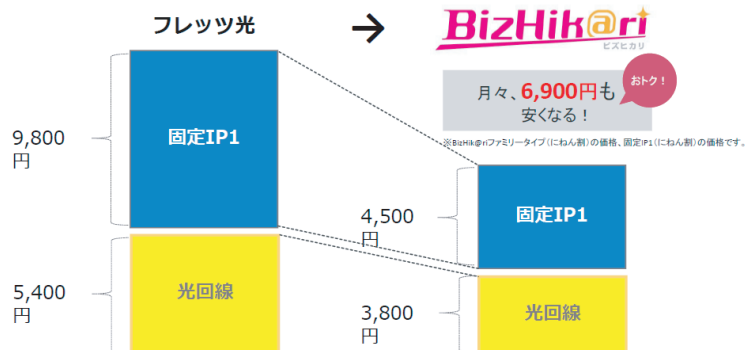 フレッツ光
→
BizHik@ri
ビズヒカリ
月々、6,900円も
安くなる！
おトク！
※BizHik@riファミリータイプ（にねん割）の価格、固定IP1（にねん割）の価格です。
9,800
円
固定IP1
4,500
円
固定IP1
5,400
円
光回線
3,800
円
光回線